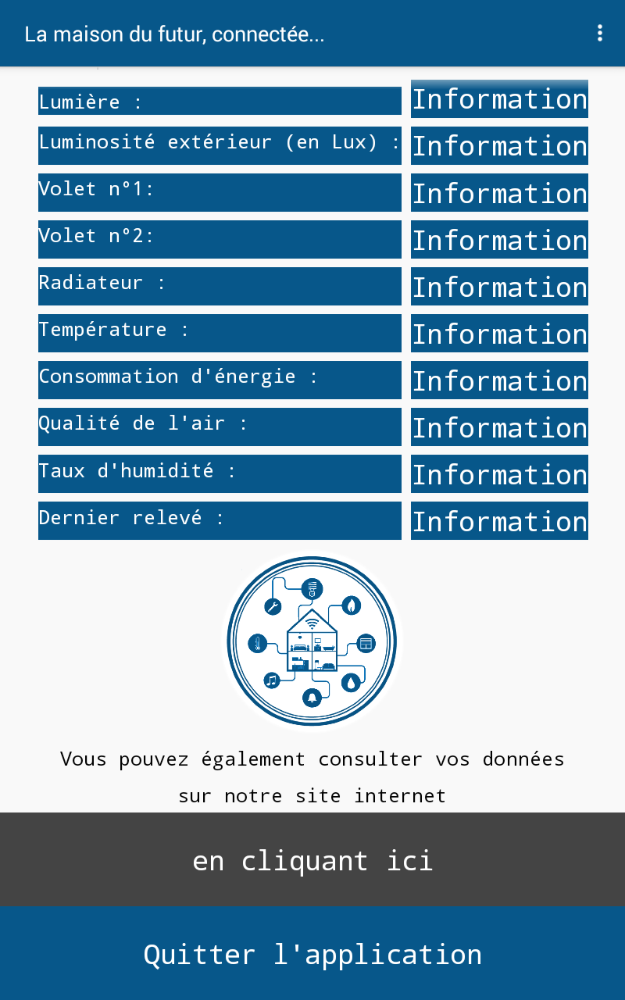 La maison du futur, connectée...
Lumière : Information
Luminosité extérieur (en Lux) : Information
Volet n°1: Information
Volet n°2: Information
Radiateur : Information
Température : Information
Consommation d'énergie : Information
Qualité de l'air : Information
Taux d'humidité : Information
Dernier relevé : Information
Vous pouvez également consulter vos données
sur notre site internet
en cliquant ici
Quitter l'application